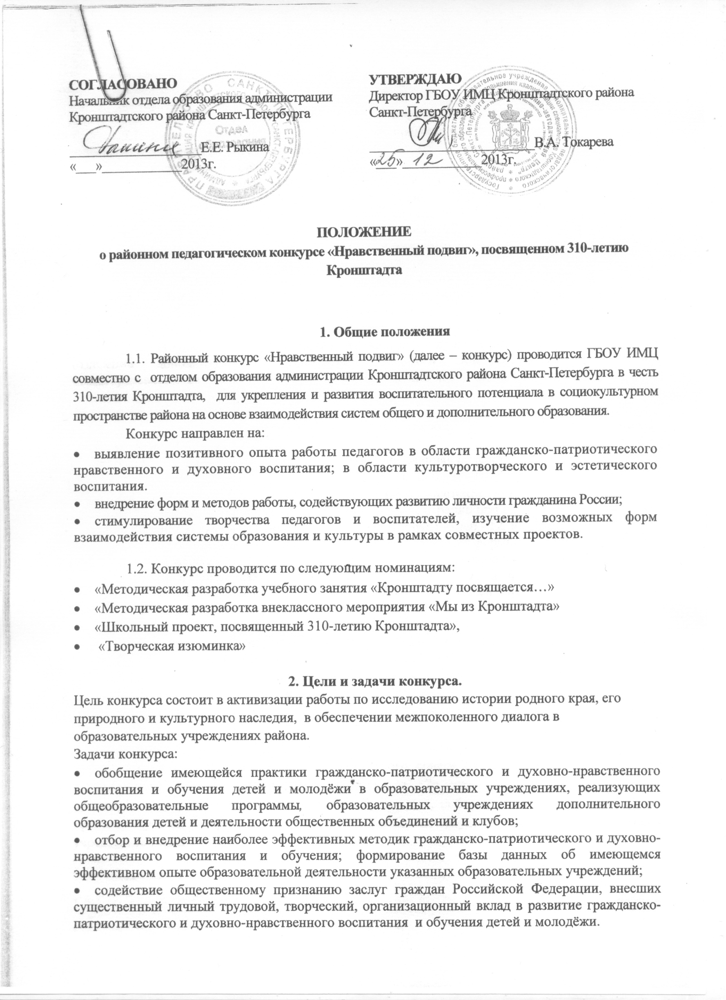 СОГЛАСОВАНО
Начальник отдела образования администрации
Кронштадтского района Санкт-Петербурга
Е.Е. Рыкина
«___»____________2013г.
УТВЕРЖДАЮ
Директор ГБОУ ИМЦ Кронштадтского района
Санкт-Петербурга
В.А. Токарева
«25» 12 2013г.
ПРАВИТЕЛЬСТВО САНКТ-ПЕТЕРБУРГА
Отдел
образования
ПОЛОЖЕНИЕ
о районном педагогическом конкурсе «Нравственный подвиг», посвященном 310-летию
Кронштадта
1. Общие положения
1.1. Районный конкурс «Нравственный подвиг» (далее – конкурс) проводится ГБОУ ИМЦ
совместно с отделом образования администрации Кронштадтского района Санкт-Петербурга в честь
310-летия Кронштадта, для укрепления и развития воспитательного потенциала в социокультурном
пространстве района на основе взаимодействия систем общего и дополнительного образования.
Конкурс направлен на:
• выявление позитивного опыта работы педагогов в области гражданско-патриотического
нравственного и духовного воспитания; в области культуротворческого и эстетического
воспитания.
• внедрение форм и методов работы, содействующих развитию личности гражданина России;
• стимулирование творчества педагогов и воспитателей, изучение возможных форм
взаимодействия системы образования и культуры в рамках совместных проектов.
1.2. Конкурс проводится по следующим номинациям:
• «Методическая разработка учебного занятия «Кронштадту посвящается…»
• «Методическая разработка внеклассного мероприятия «Мы из Кронштадта»
• «Школьный проект, посвященный 310-летию Кронштадта»,
• «Творческая изюминка»
2. Цели и задачи конкурса.
Цель конкурса состоит в активизации работы по исследованию истории родного края, его
природного и культурного наследия, в обеспечении межпоколенного диалога в
образовательных учреждениях района.
Задачи конкурса:
• обобщение имеющейся практики гражданско-патриотического и духовно-нравственного
воспитания и обучения детей и молодёжи в образовательных учреждениях, реализующих
общеобразовательные программы, образовательных учреждениях дополнительного
образования детей и деятельности общественных объединений и клубов;
• отбор и внедрение наиболее эффективных методик гражданско-патриотического и духовно-
нравственного воспитания и обучения; формирование базы данных об имеющемся
эффективном опыте образовательной деятельности указанных образовательных учреждений;
• содействие общественному признанию заслуг граждан Российской Федерации, внесших
существенный личный трудовой, творческий, организационный вклад в развитие гражданско-
патриотического и духовно-нравственного воспитания и обучения детей и молодёжи.